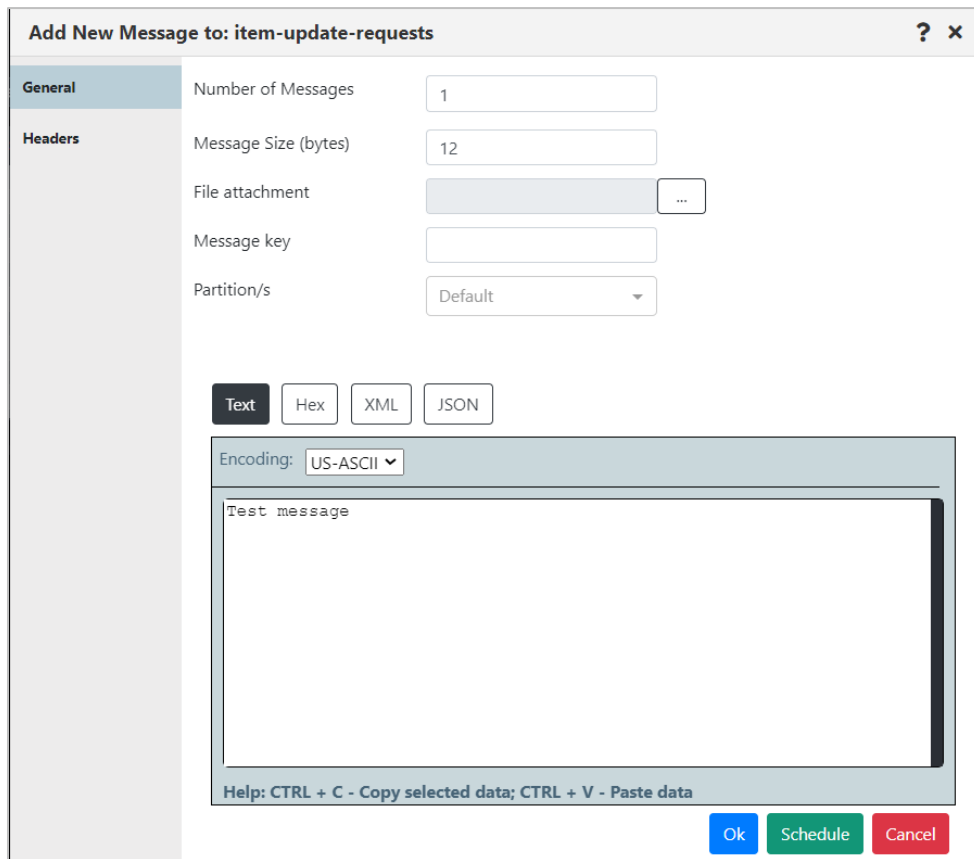 Add New Message to: item-update-requests ? ×
General
Headers
Number of Messages 1
Message Size (bytes) 12
File attachment ...
Message key
Partition/s Default
Text Hex XML JSON
Encoding: US-ASCII
Test message
Help: CTRL + C - Copy selected data; CTRL + V - Paste data
Ok Schedule Cancel